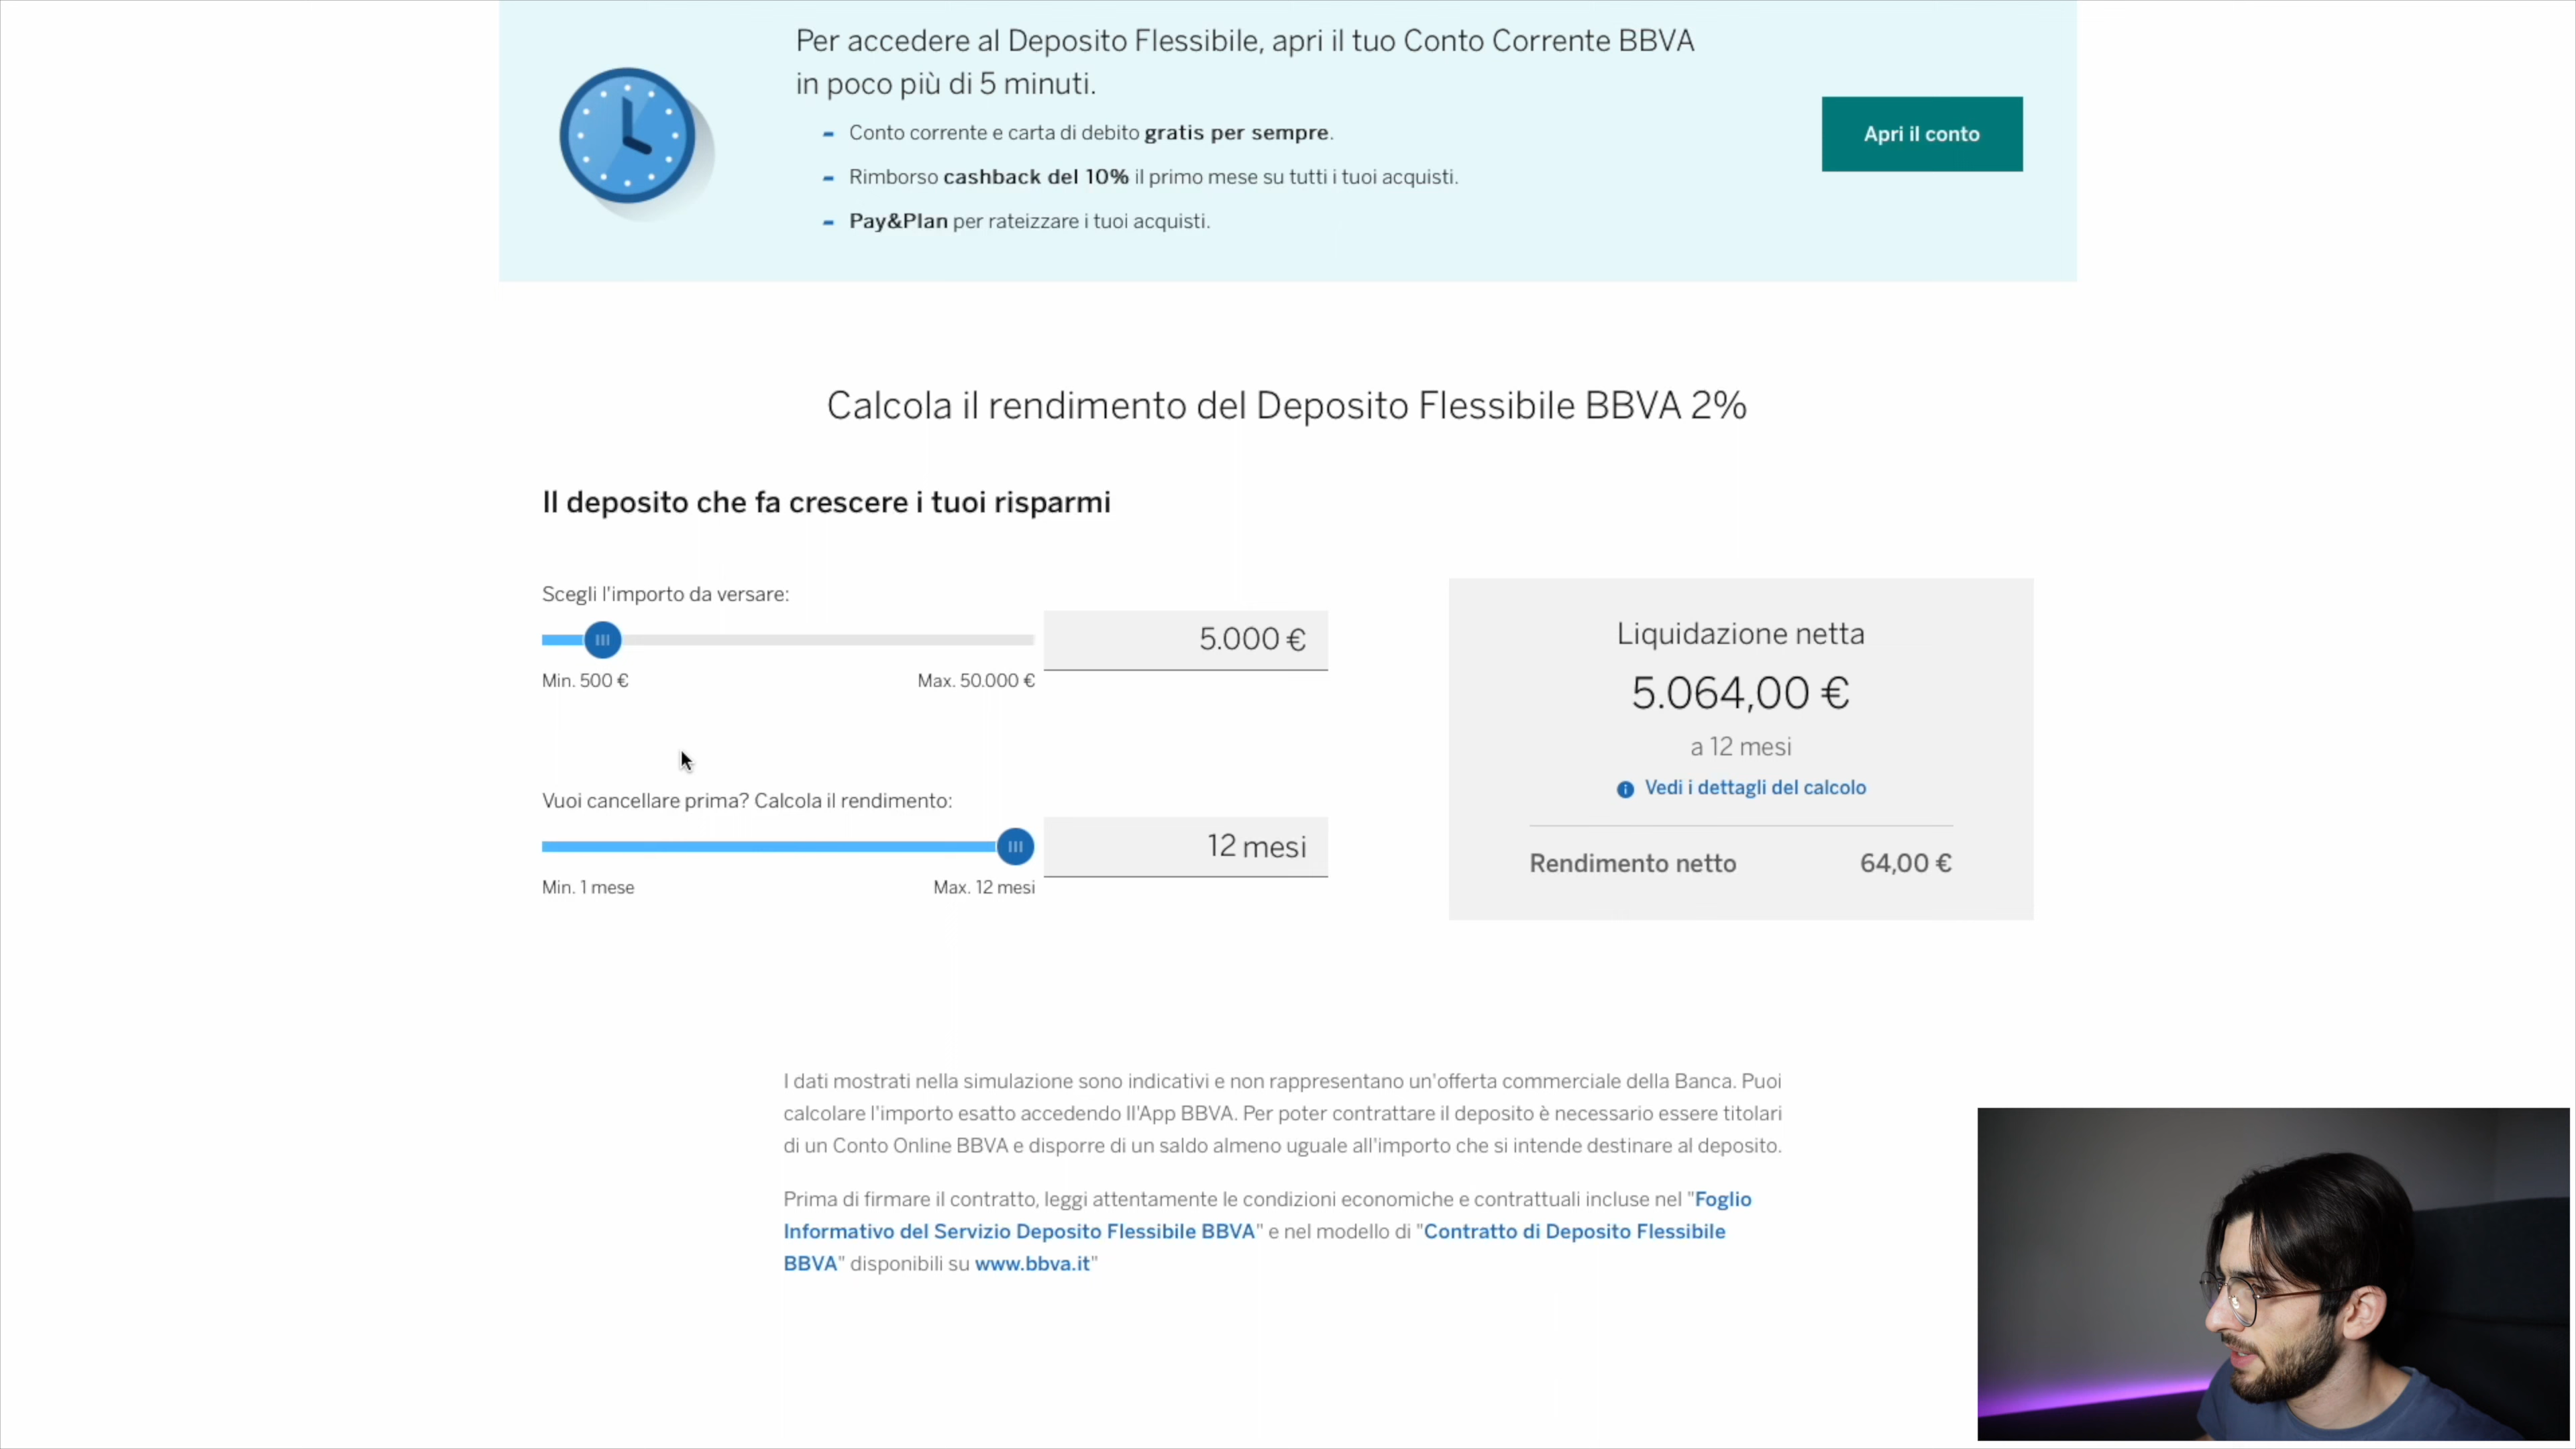 Per accedere al Deposito Flessibile, apri il tuo Conto Corrente BBVA
in poco più di 5 minuti.
- Conto corrente e carta di debito gratis per sempre.
- Rimborso cashback del 10% il primo mese su tutti i tuoi acquisti.
- Pay&Plan per rateizzare i tuoi acquisti.
Apri il conto
Calcola il rendimento del Deposito Flessibile BBVA 2%
Il deposito che fa crescere i tuoi risparmi
Scegli l'importo da versare:
5.000 €
Min. 500 €
Max. 50.000 €
Vuoi cancellare prima? Calcola il rendimento:
12 mesi
Min. 1 mese
Max. 12 mesi
Liquidazione netta
5.064,00 €
a 12 mesi
Vedi i dettagli del calcolo
Rendimento netto 64,00 €
I dati mostrati nella simulazione sono indicativi e non rappresentano un'offerta commerciale della Banca. Puoi
calcolare l'importo esatto accedendo ll'App BBVA. Per poter contrattare il deposito è necessario essere titolari
di un Conto Online BBVA e disporre di un saldo almeno uguale all'importo che si intende destinare al deposito.
Prima di firmare il contratto, leggi attentamente le condizioni economiche e contrattuali incluse nel "Foglio
Informativo del Servizio Deposito Flessibile BBVA" e nel modello di "Contratto di Deposito Flessibile
BBVA" disponibili su www.bbva.it"